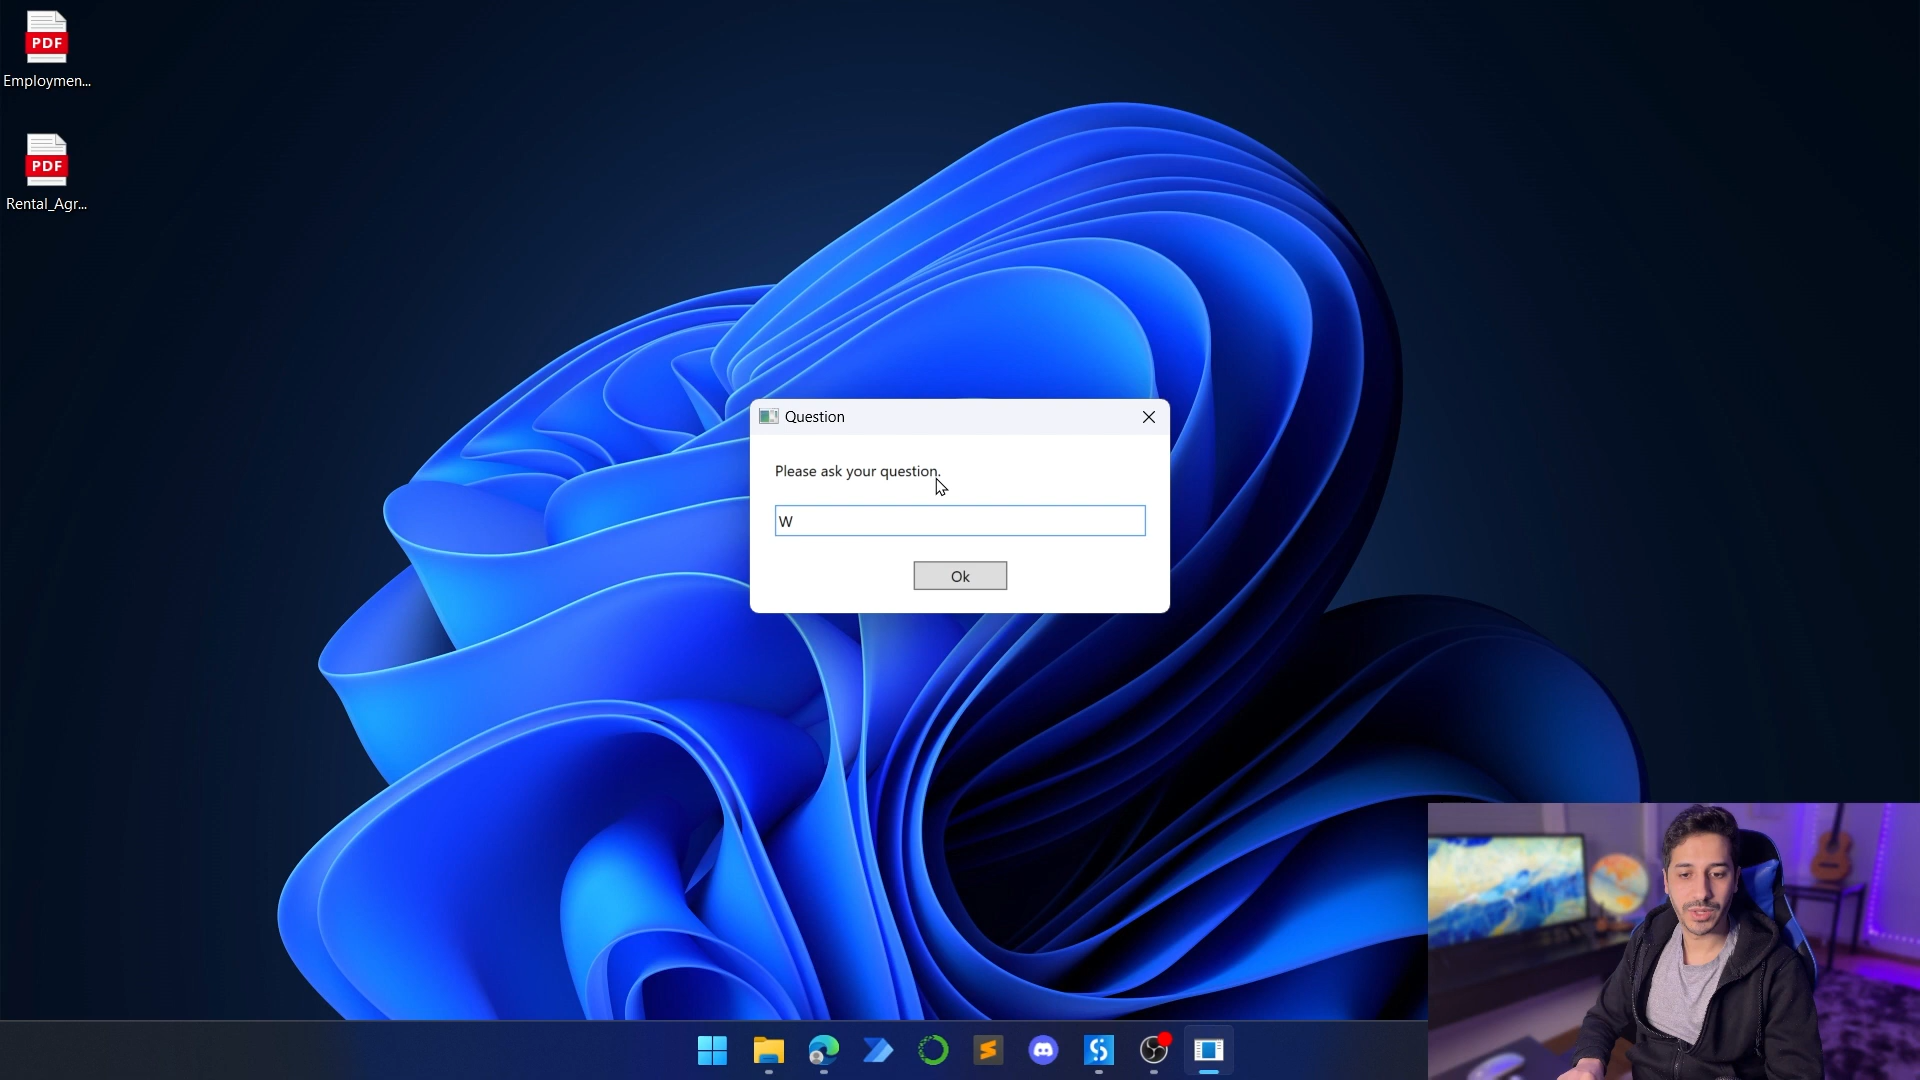 PDF
Employmen...
PDF
Rental_Agr...
Question
Please ask your question.
W
Ok